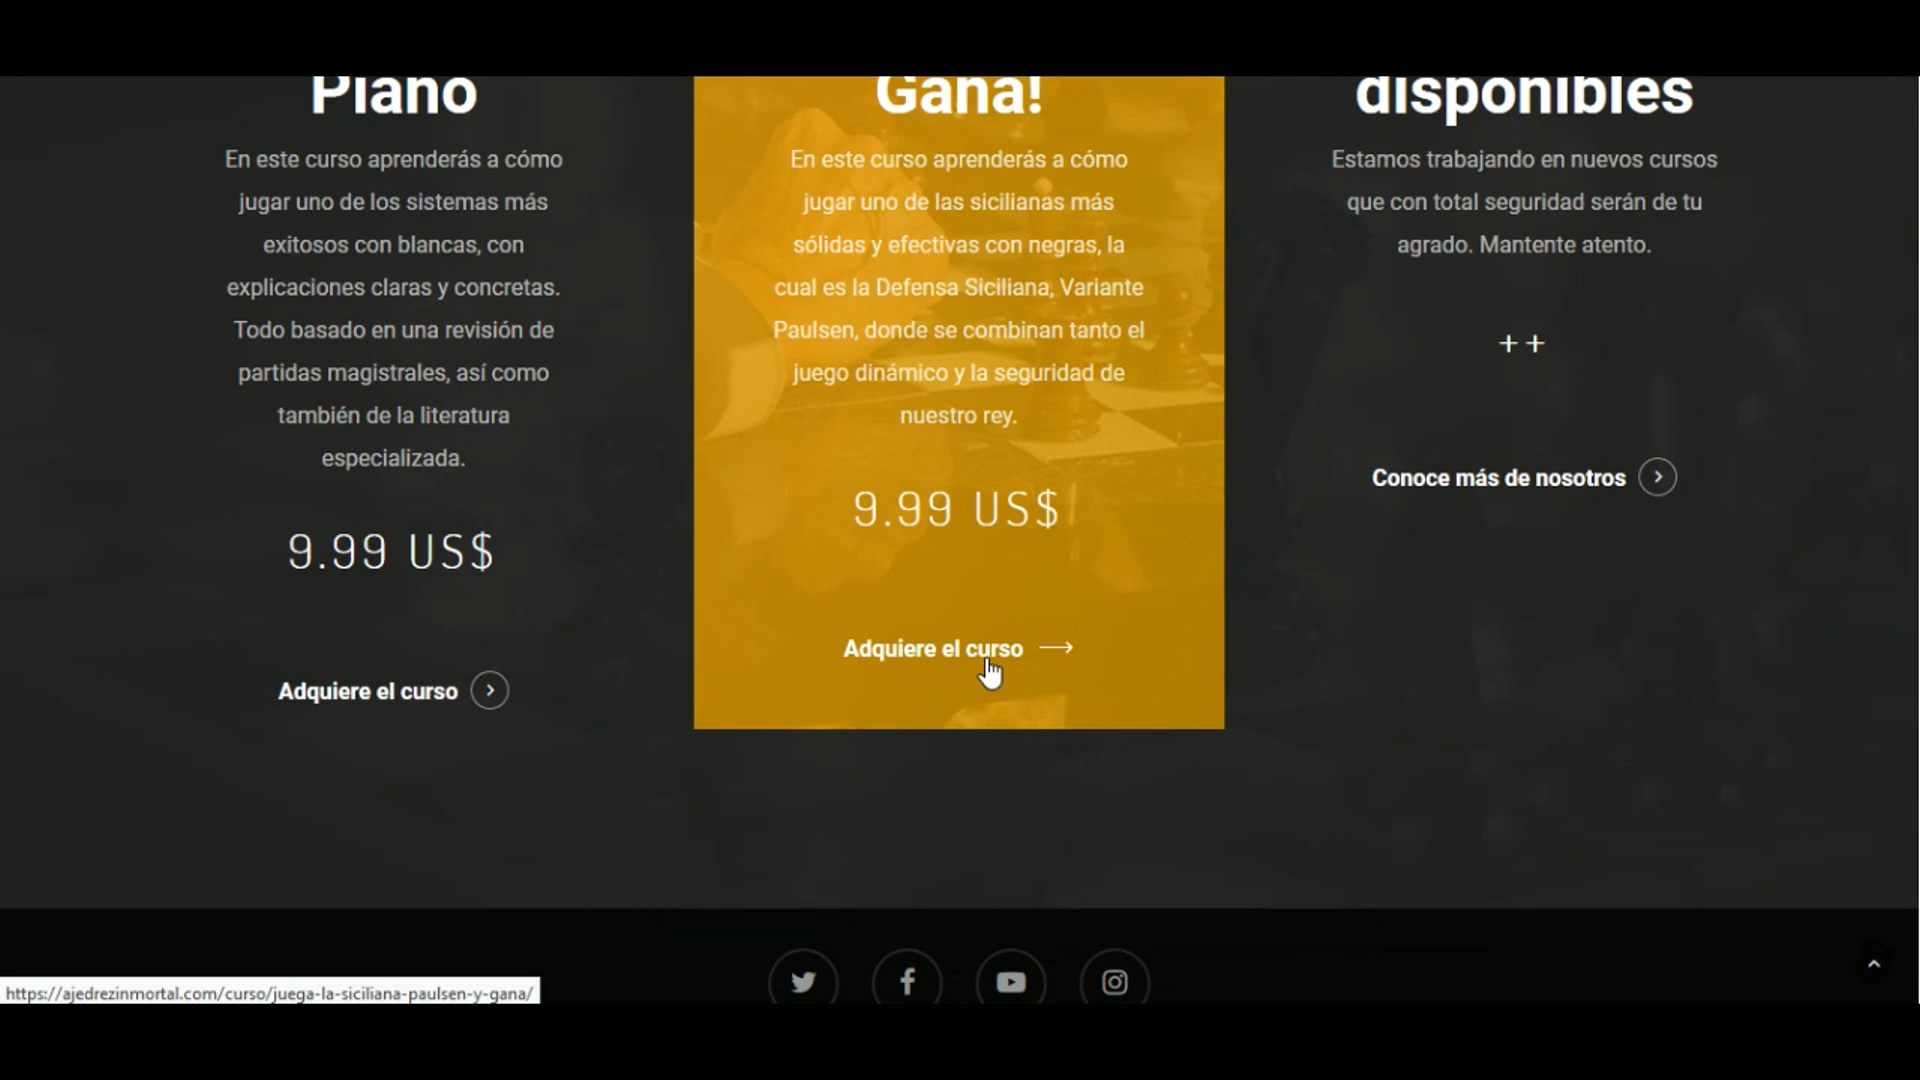 Piano
En este curso aprenderás a cómo
jugar uno de los sistemas más
exitosos con blancas, con
explicaciones claras y concretas.
Todo basado en una revisión de
partidas magistrales, así como
también de la literatura
especializada.
9.99 US$
Adquiere el curso
Gana!
En este curso aprenderás a cómo
jugar uno de las sicilianas más
sólidas y efectivas con negras, la
cual es la Defensa Siciliana, Variante
Paulsen, donde se combinan tanto el
juego dinámico y la seguridad de
nuestro rey.
9.99 US$
Adquiere el curso
disponibles
Estamos trabajando en nuevos cursos
que con total seguridad serán de tu
agrado. Mantente atento.
++
Conoce más de nosotros
https://ajedrezinmortal.com/curso/juega-la-siciliana-paulsen-y-gana/